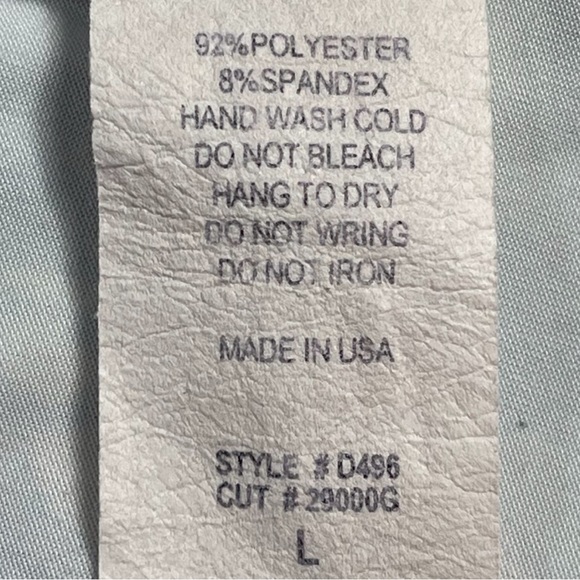 92%POLYESTER
8%SPANDEX
HAND WASH COLD
DO NOT BLEACH
HANG TO DRY
DO NOT WRING
DO NOT IRON
MADE IN USA
STYLE # D496
CUT # 29000G
L